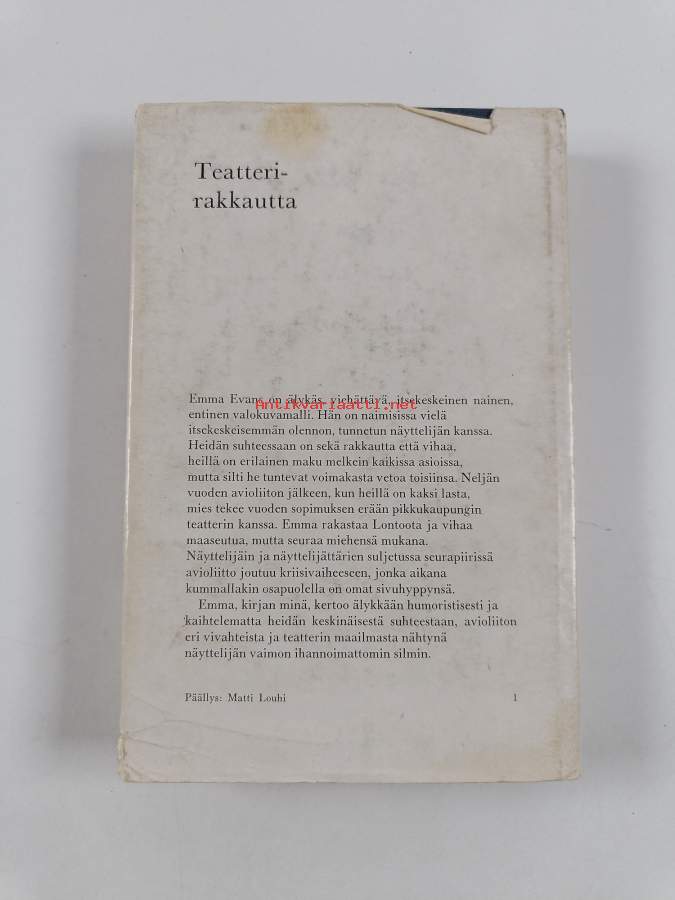 Teatteri-
rakkautta
Emma Evans on älykäs, viehättävä, itsekeskeinen nainen,
Antikvariaatti.net
entinen valokuvamalli. Hän on naimisissa vielä
itsekeskeisemmän olennon, tunnetun näyttelijän kanssa.
Heidän suhteessaan on sekä rakkautta että vihaa,
heillä on erilainen maku melkein kaikissa asioissa,
mutta silti he tuntevat voimakasta vetoa toisiinsa. Neljän
vuoden avioliiton jälkeen, kun heillä on kaksi lasta,
mies tekee vuoden sopimuksen erään pikkukaupungin
teatterin kanssa. Emma rakastaa Lontoota ja vihaa
maaseutua, mutta seuraa miehensä mukana.
Näyttelijäin ja näyttelijättärien suljetussa seurapiirissä
avioliitto joutuu kriisivaiheeseen, jonka aikana
kummallakin osapuolella on omat sivuhyppynsä.
Emma, kirjan minä, kertoo älykkään humoristisesti ja
kaihtelematta heidän keskinäisestä suhteestaan, avioliiton
eri vivahteista ja teatterin maailmasta nähtynä
näyttelijän vaimon ihannoimattomin silmin.
Päällys: Matti Louhi
1